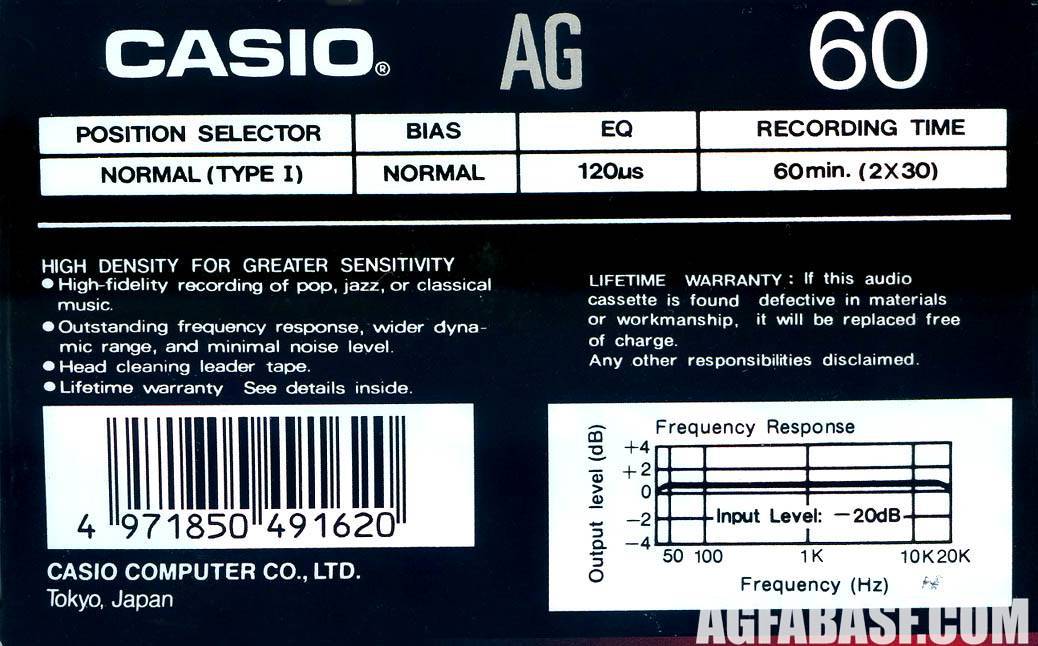 CASIO® AG 60
POSITION SELECTOR BIAS EQ RECORDING TIME
NORMAL (TYPE I) NORMAL 120µs 60min. (2X30)
HIGH DENSITY FOR GREATER SENSITIVITY
● High-fidelity recording of pop, jazz, or classical
music.
● Outstanding frequency response, wider dyna-
mic range, and minimal noise level.
● Head cleaning leader tape.
● Lifetime warranty See details inside.
LIFETIME WARRANTY : If this audio
cassette is found defective in materials
or workmanship, it will be replaced free
of charge.
Any other responsibilities disclaimed.
4 971850 491620
CASIO COMPUTER CO., LTD.
Tokyo, Japan
Frequency Response
Output level (dB)
+4
+2
0
−2
−4
Input Level: −20dB
50 100 1K 10K 20K
Frequency (Hz)
AGFABASF.COM